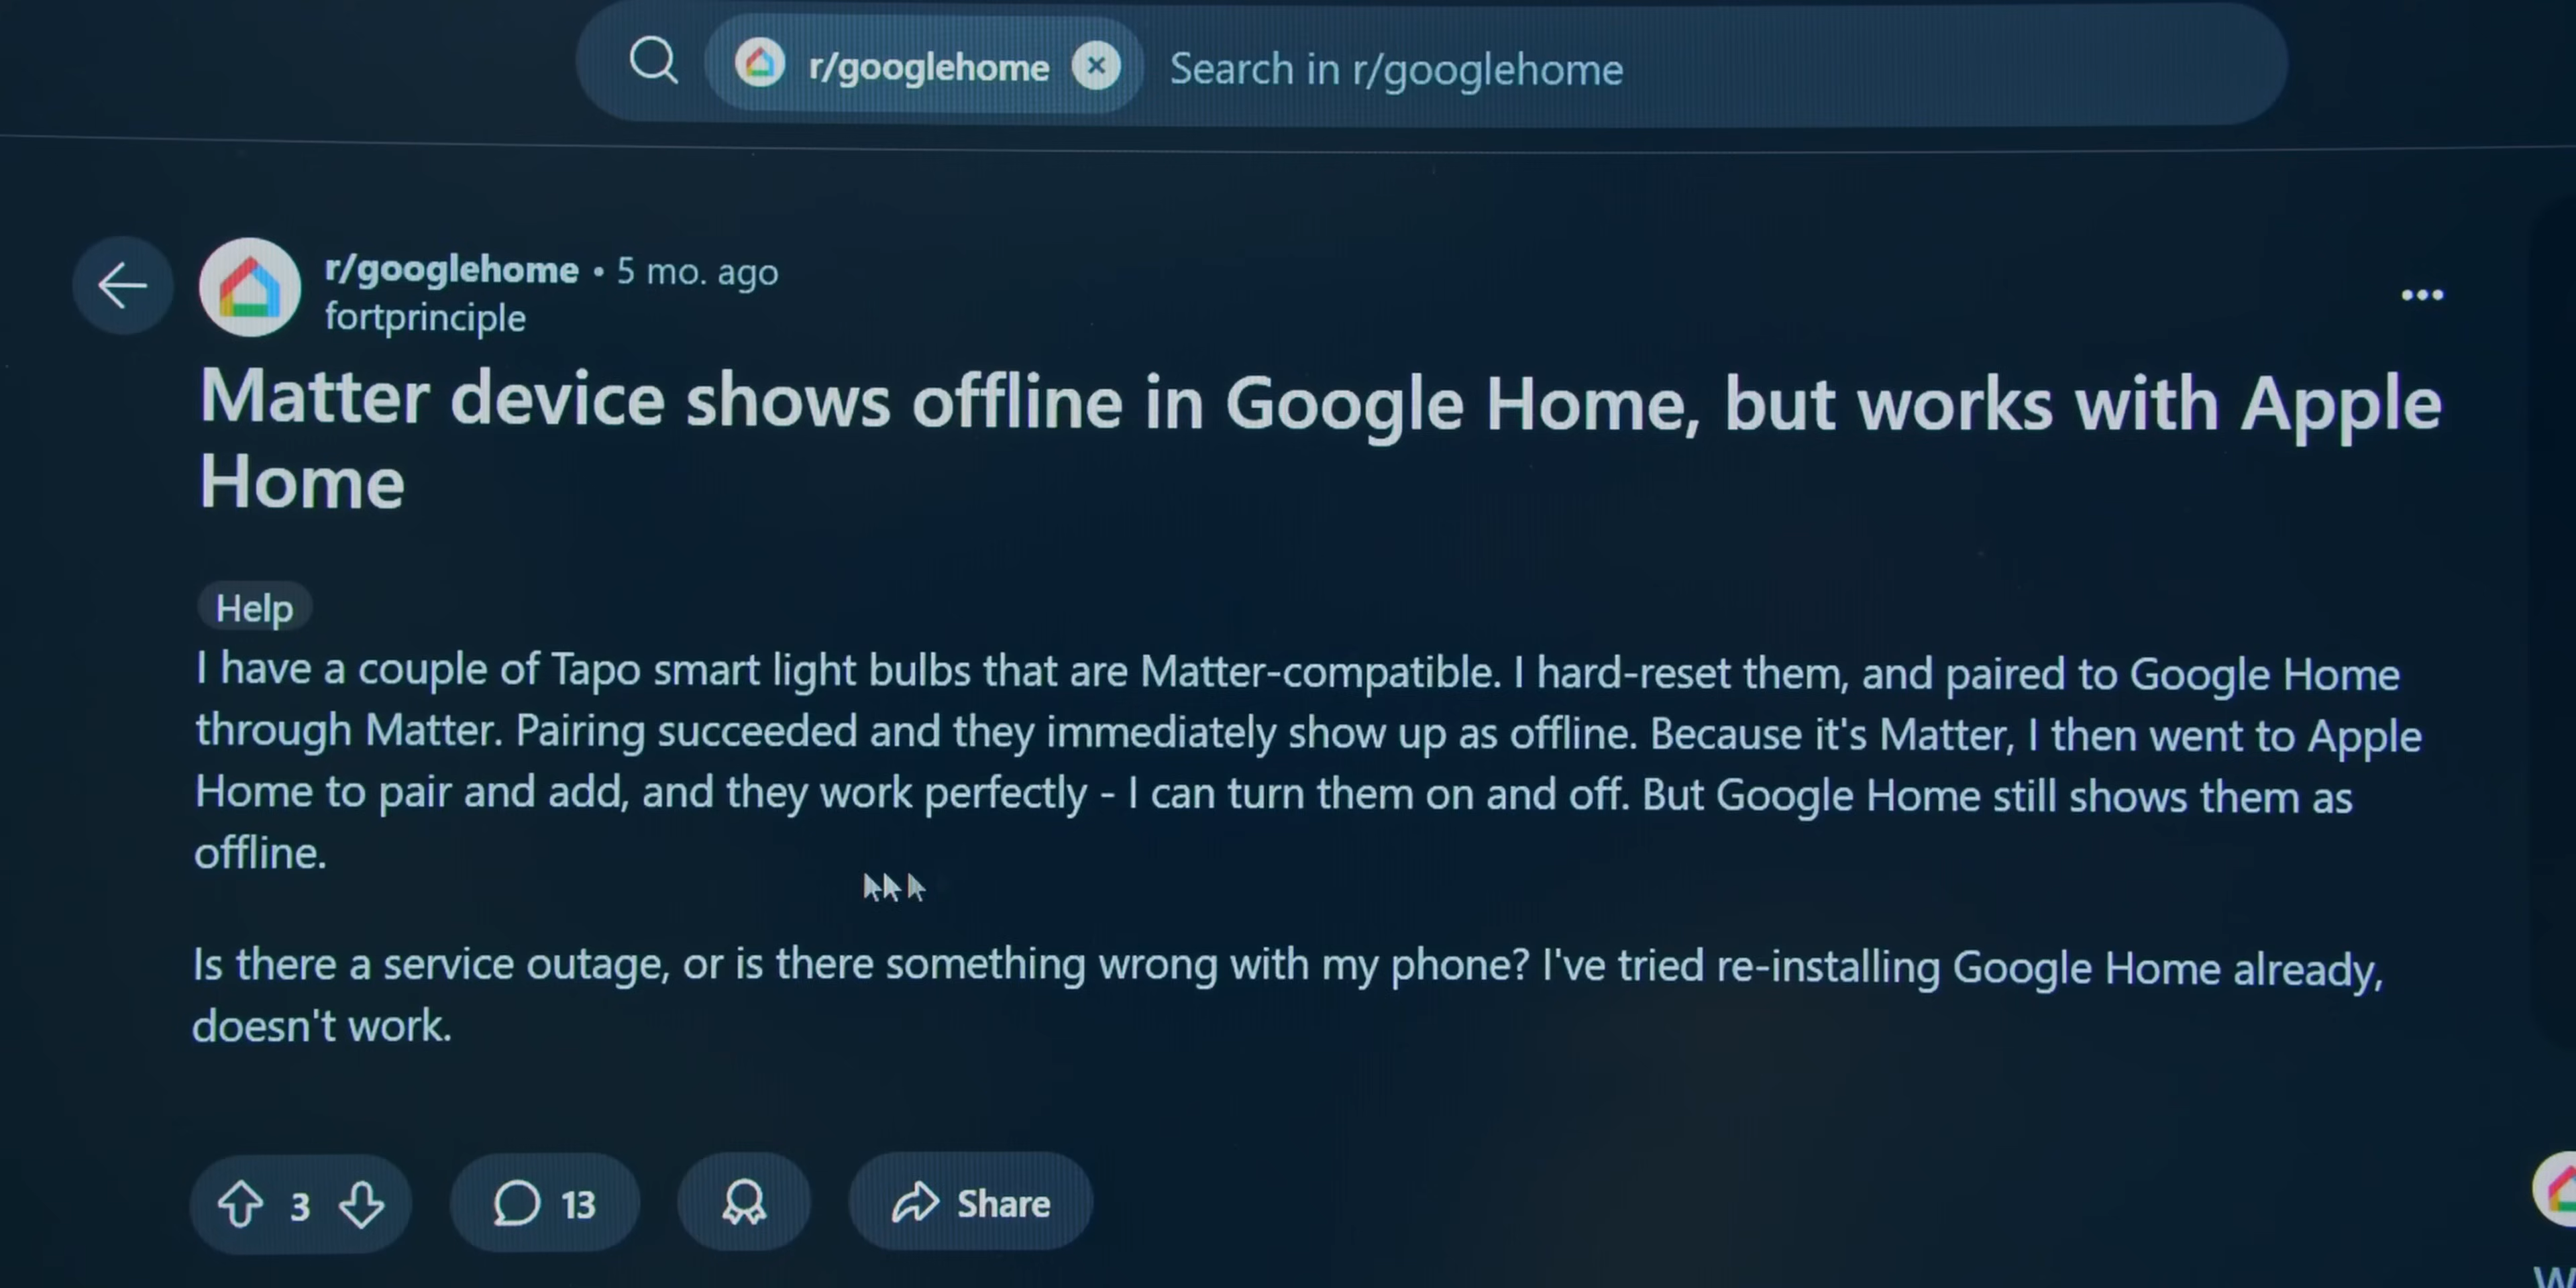 r/googlehome Search in r/googlehome
r/googlehome • 5 mo. ago
fortprinciple
Matter device shows offline in Google Home, but works with Apple
Home
Help
I have a couple of Tapo smart light bulbs that are Matter-compatible. I hard-reset them, and paired to Google Home
through Matter. Pairing succeeded and they immediately show up as offline. Because it's Matter, I then went to Apple
Home to pair and add, and they work perfectly - I can turn them on and off. But Google Home still shows them as
offline.
Is there a service outage, or is there something wrong with my phone? I've tried re-installing Google Home already,
doesn't work.
3 13 Share